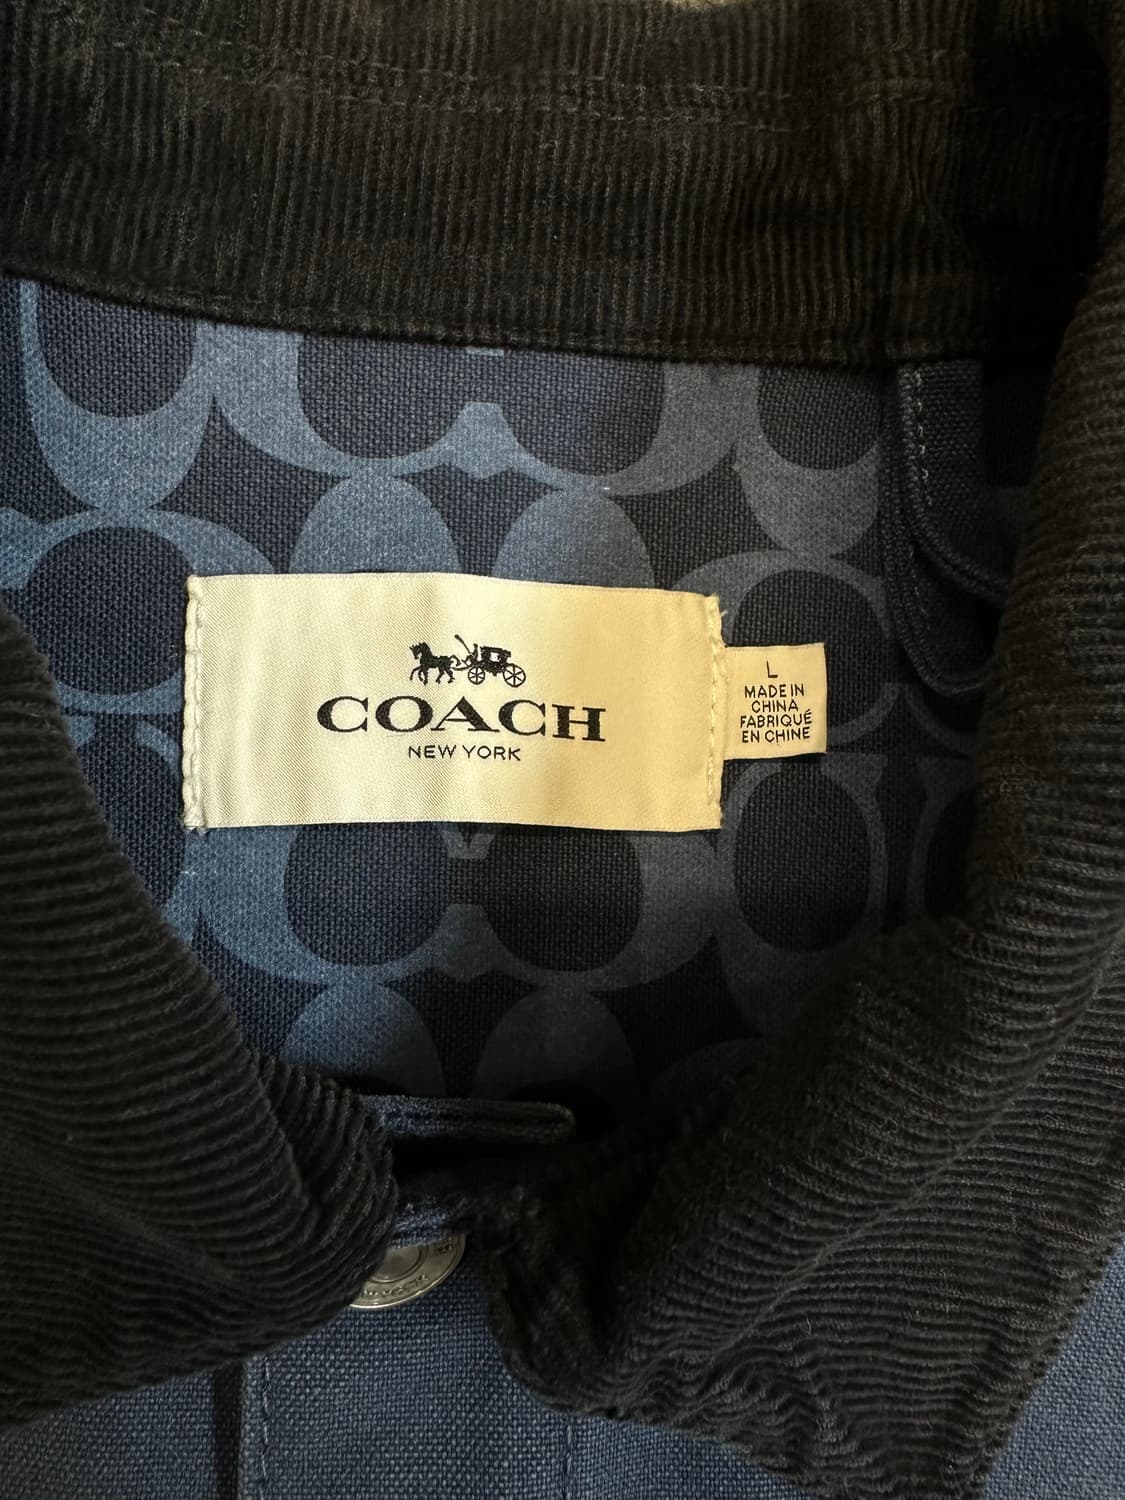 COACH
NEW YORK
L
MADE IN
CHINA
FABRIQUÉ
EN CHINE